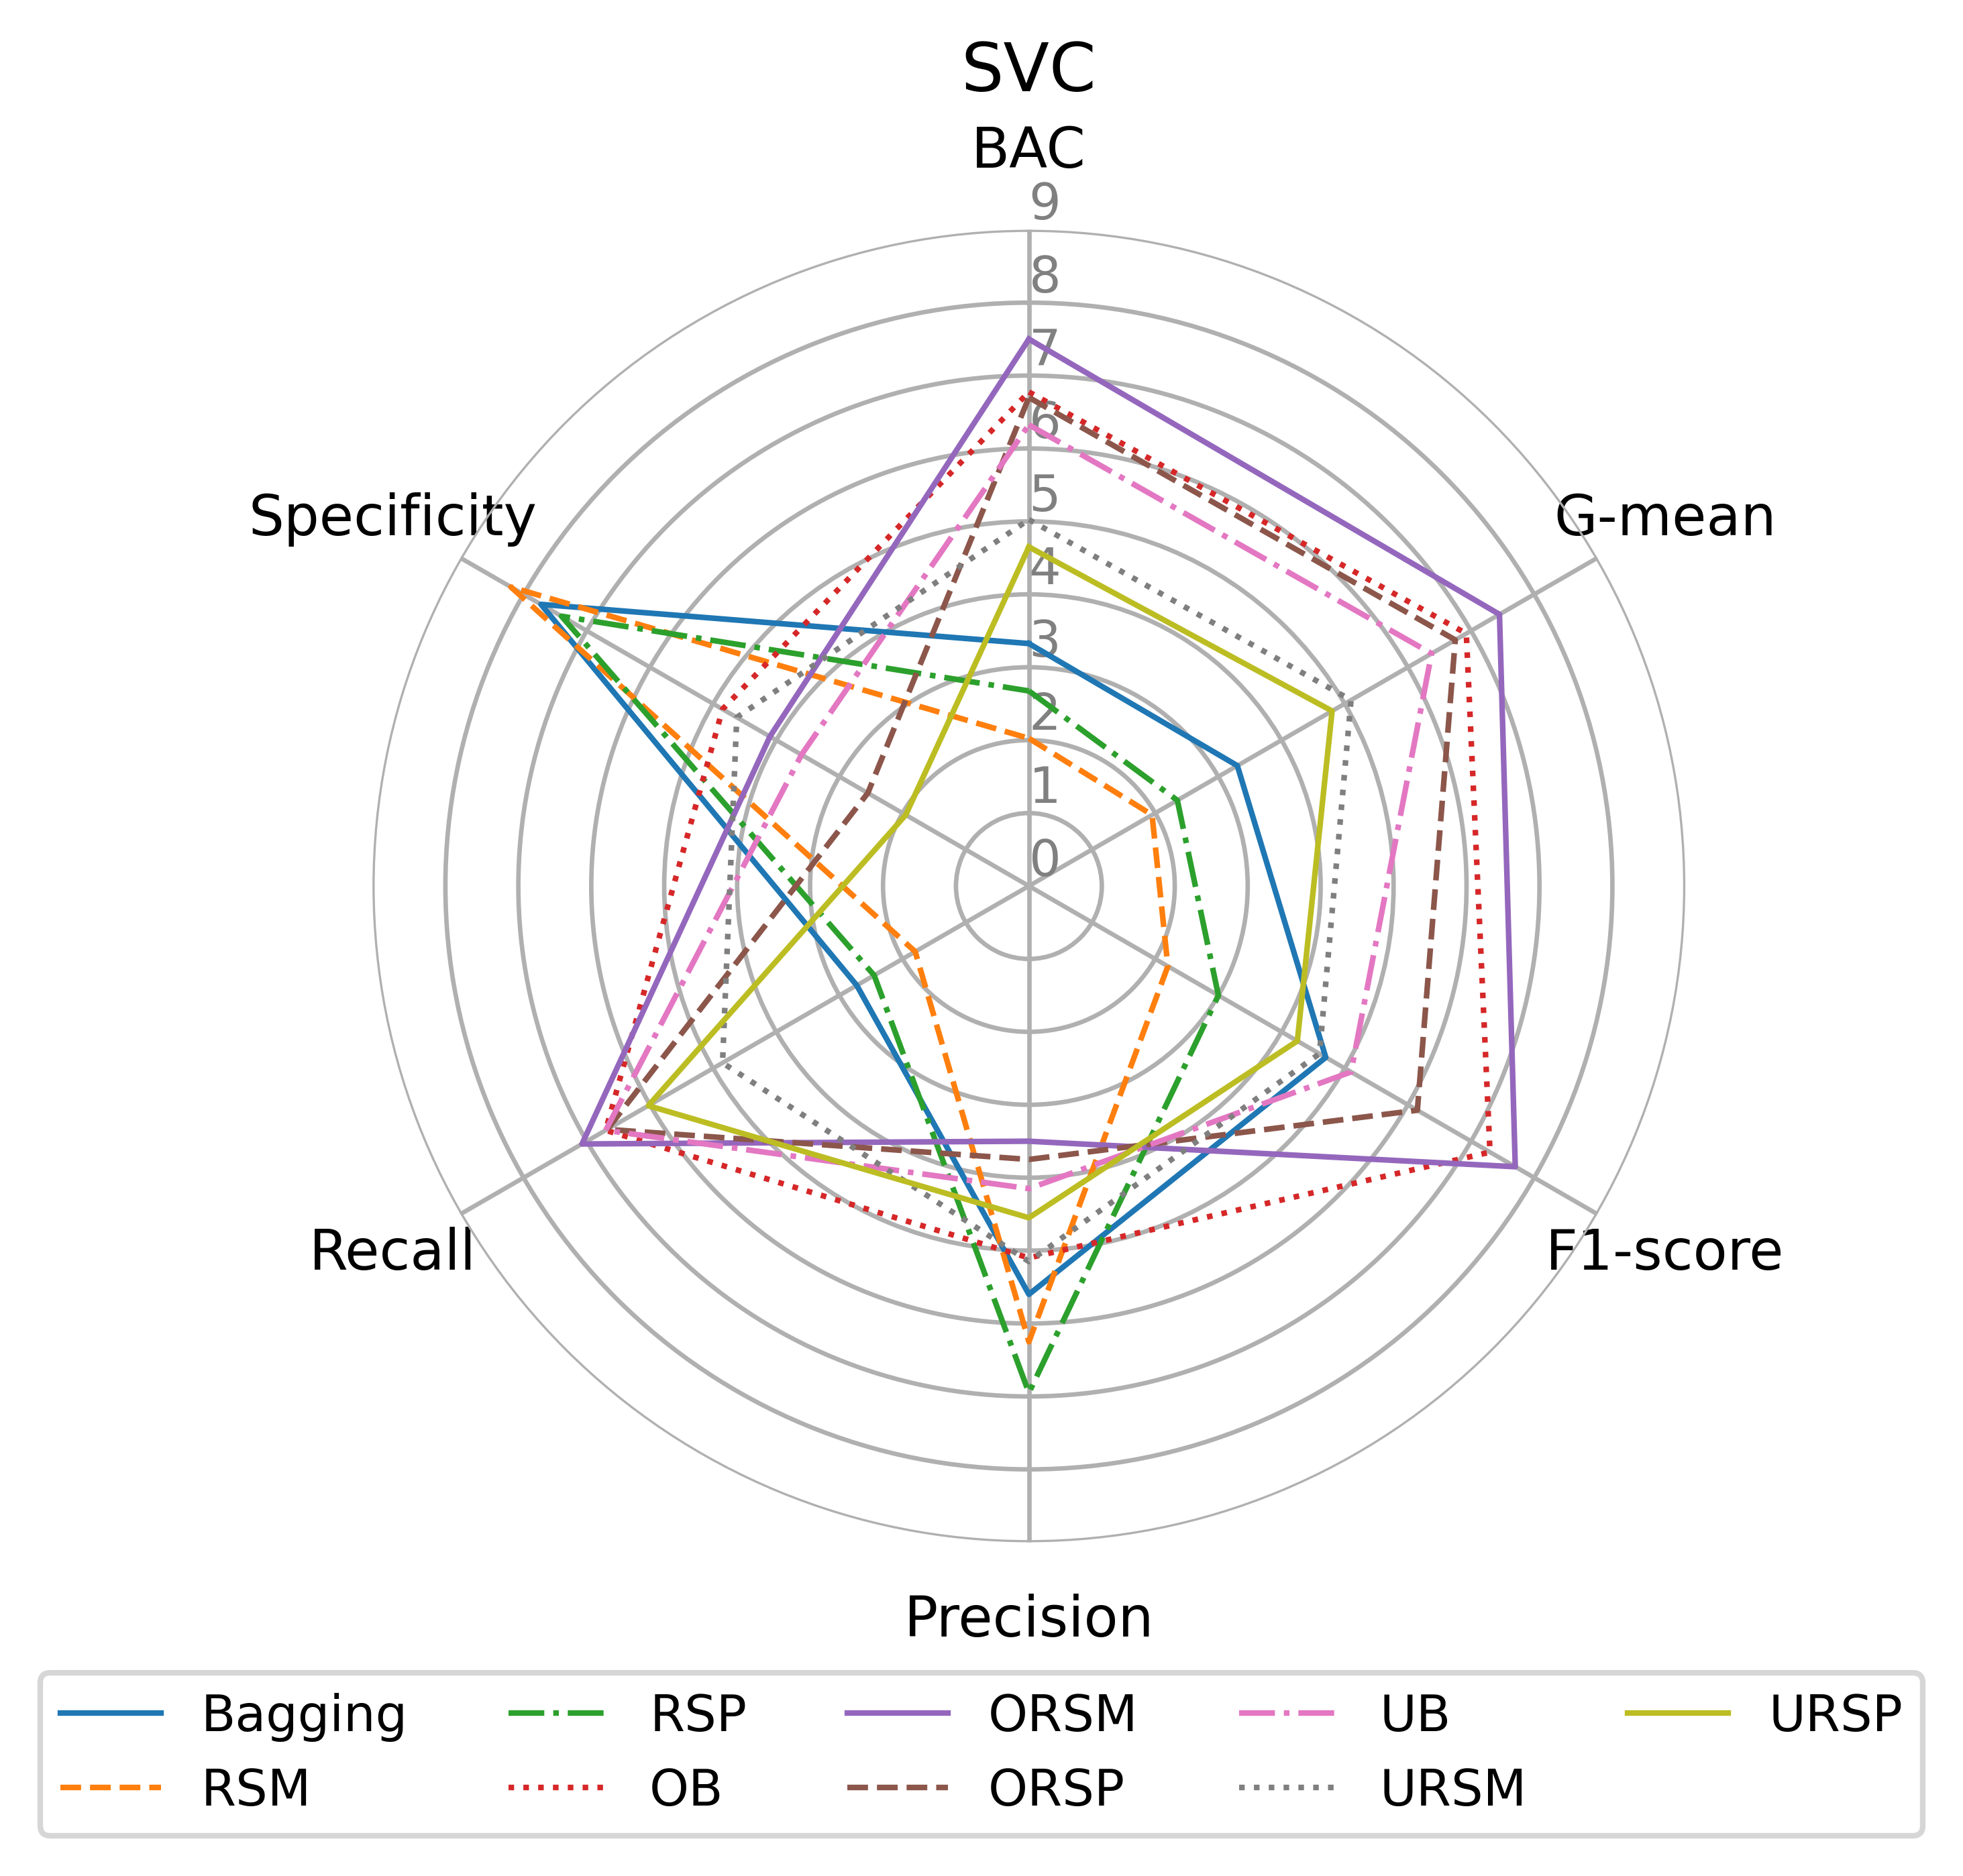 SVC
BAC
9
8
7
6
5
4
3
2
1
0
Specificity
G-mean
Recall
F1-score
Precision
Bagging RSP ORSM UB URSP
RSM OB ORSP URSM